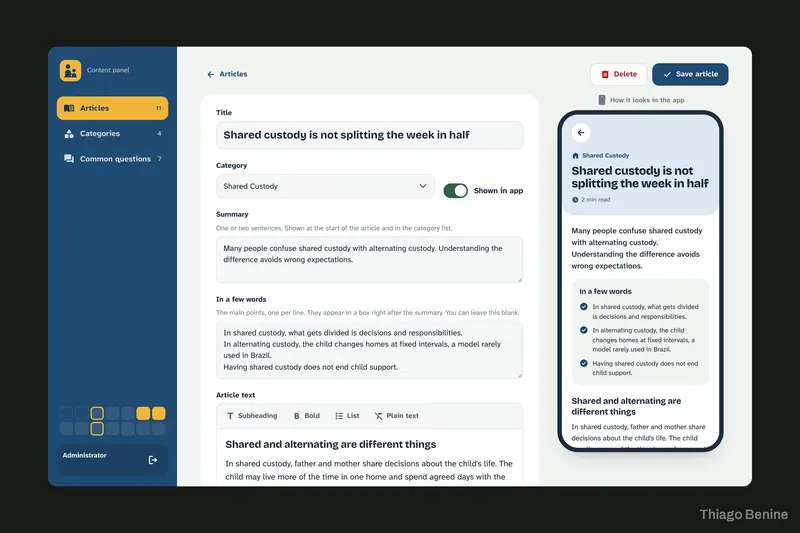 Content panel
Articles 11
Categories 4
Common questions 7
Administrator
Articles
Delete
Save article
Title
Shared custody is not splitting the week in half
Category
Shared Custody
Shown in app
Summary
One or two sentences. Shown at the start of the article and in the category list.
Many people confuse shared custody with alternating custody. Understanding the
difference avoids wrong expectations.
In a few words
The main points, one per line. They appear in a box right after the summary. You can leave this blank.
In shared custody, what gets divided is decisions and responsibilities.
In alternating custody, the child changes homes at fixed intervals, a model rarely
used in Brazil.
Having shared custody does not end child support.
Article text
Subheading
Bold
List
Plain text
Shared and alternating are different things
In shared custody, father and mother share decisions about the child's life. The
child may live more of the time in one home and spend agreed days with the
How it looks in the app
Shared Custody
Shared custody is not
splitting the week in half
2 min read
Many people confuse shared custody
with alternating custody.
Understanding the difference avoids
wrong expectations.
In a few words
In shared custody, what gets divided
is decisions and responsibilities.
In alternating custody, the child
changes homes at fixed intervals, a
model rarely used in Brazil.
Having shared custody does not end
child support.
Shared and alternating are
different things
In shared custody, father and mother share
decisions about the child's life. The child
Thiago Benine